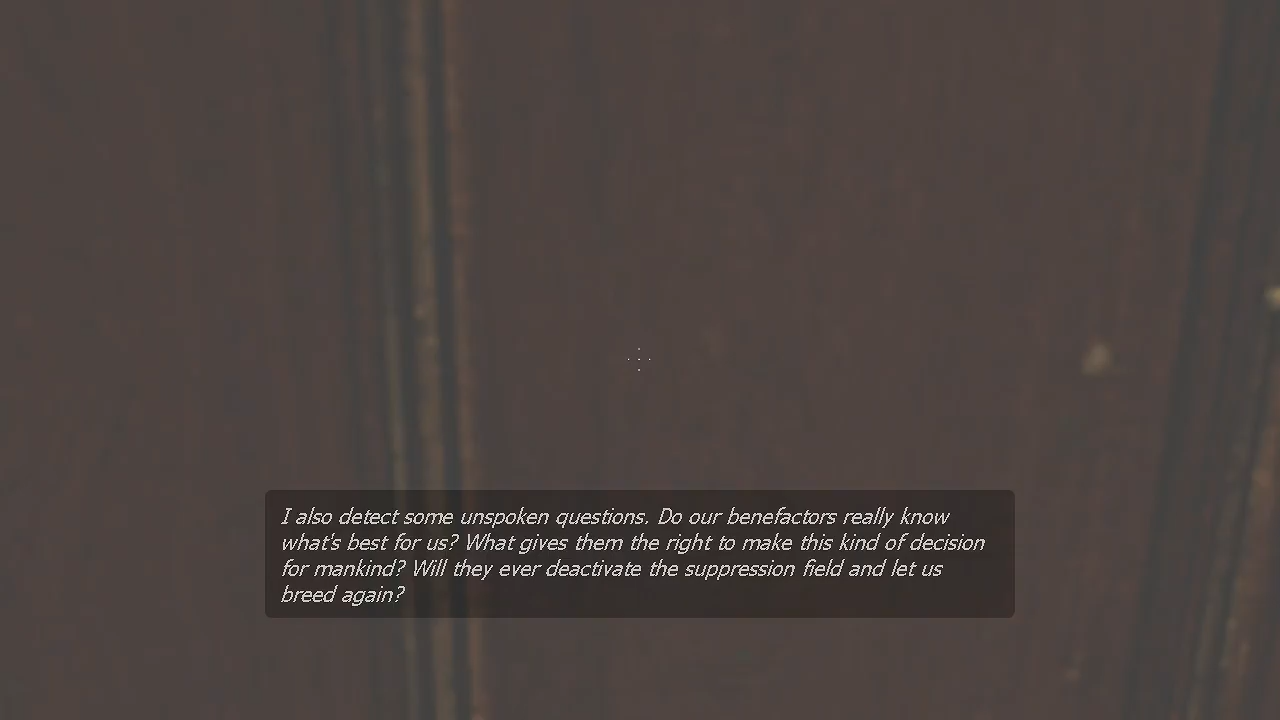 I also detect some unspoken questions. Do our benefactors really know
what's best for us? What gives them the right to make this kind of decision
for mankind? Will they ever deactivate the suppression field and let us
breed again?